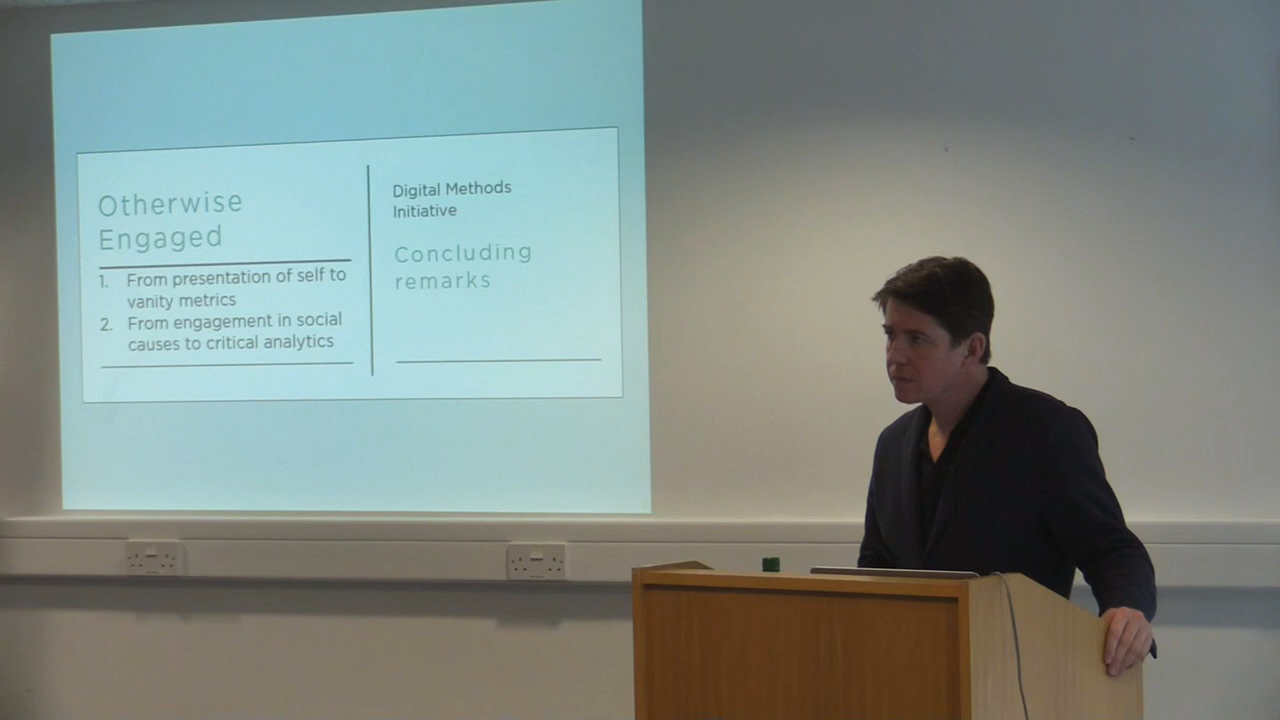 Otherwise
Engaged
1. From presentation of self to
vanity metrics
2. From engagement in social
causes to critical analytics
Digital Methods
Initiative
Concluding
remarks